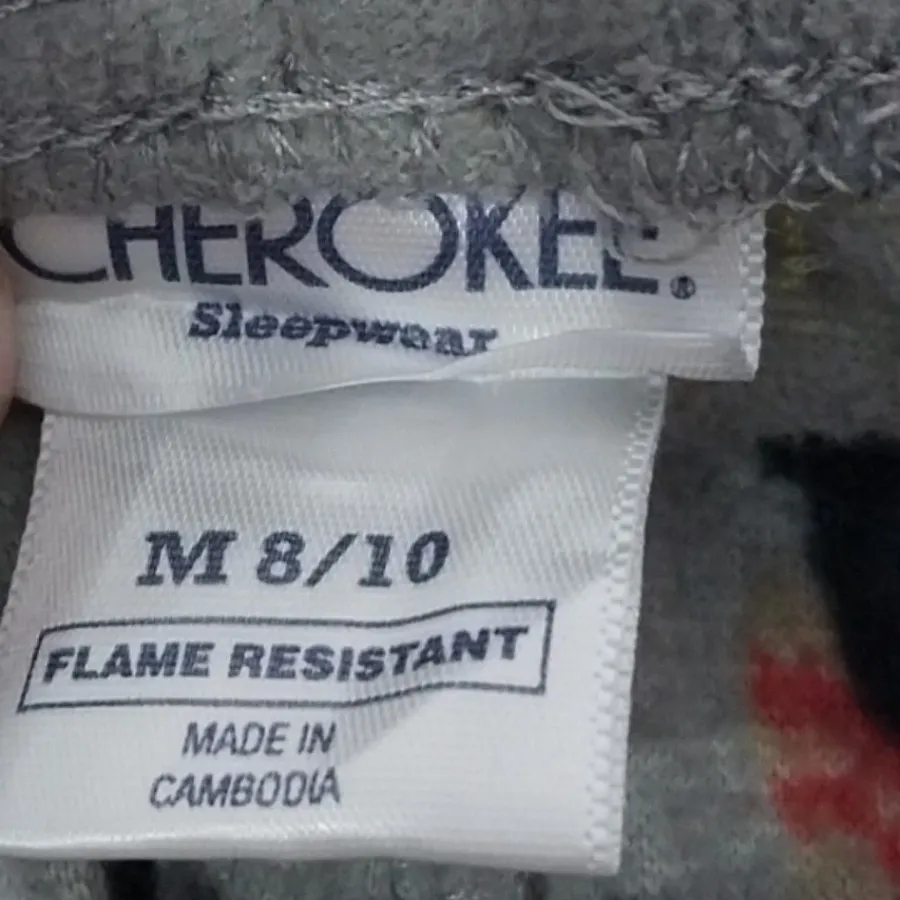 CHEROKEE®
Sleepwear
M 8/10
FLAME RESISTANT
MADE IN
CAMBODIA